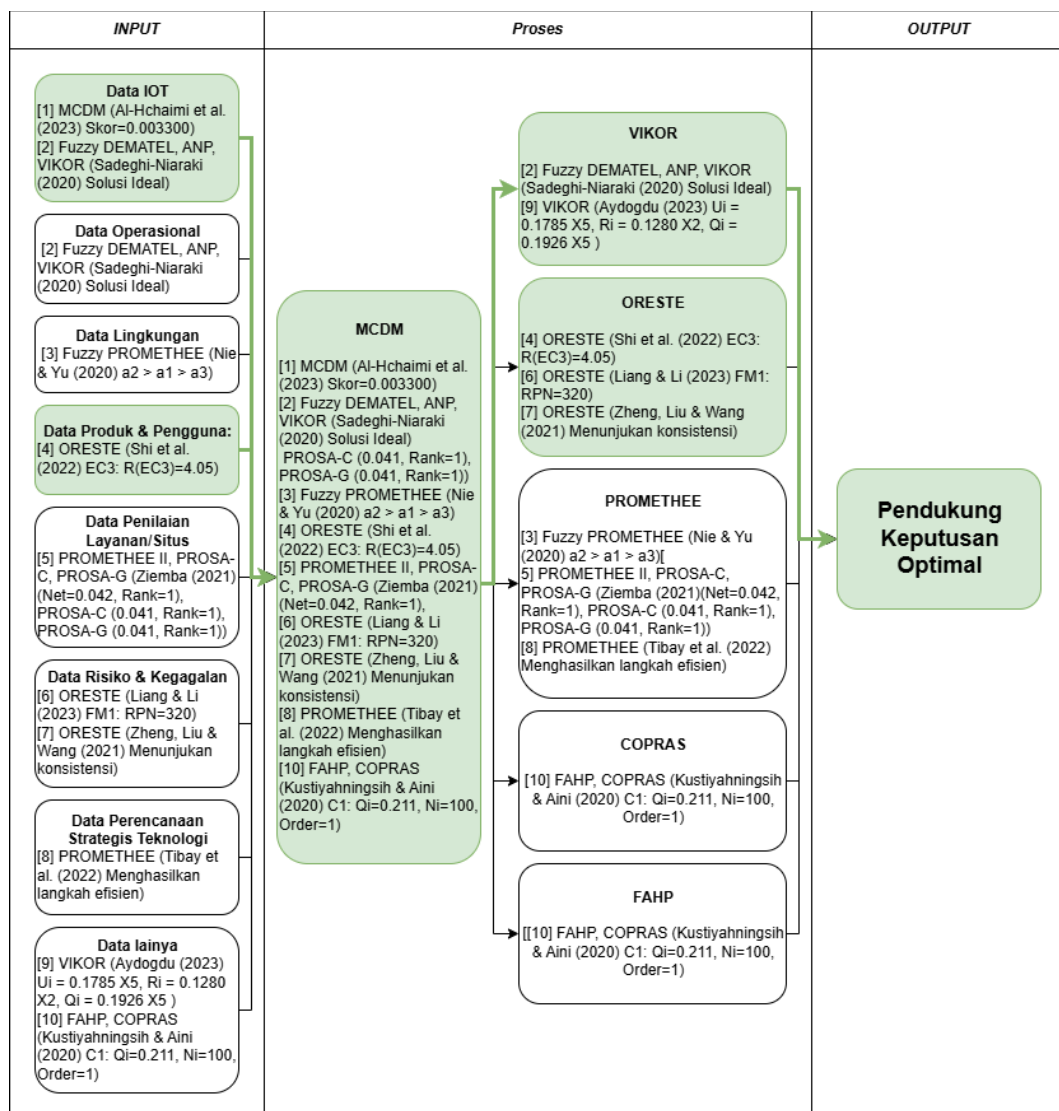 INPUT
Proses
OUTPUT
Data IOT
[1] MCDM (Al-Hchaimi et al.
(2023) Skor=0.003300)
[2] Fuzzy DEMATEL, ANP,
VIKOR (Sadeghi-Niaraki
(2020) Solusi Ideal)
Data Operasional
[2] Fuzzy DEMATEL, ANP,
VIKOR (Sadeghi-Niaraki
(2020) Solusi Ideal)
Data Lingkungan
[3] Fuzzy PROMETHEE (Nie
& Yu (2020) a2 > a1 > a3)
Data Produk & Pengguna:
[4] ORESTE (Shi et al.
(2022) EC3: R(EC3)=4.05)
Data Penilaian
Layanan/Situs
[5] PROMETHEE II, PROSA-
C, PROSA-G (Ziemba (2021)
(Net=0.042, Rank=1),
PROSA-C (0.041, Rank=1),
PROSA-G (0.041, Rank=1))
Data Risiko & Kegagalan
[6] ORESTE (Liang & Li
(2023) FM1: RPN=320)
[7] ORESTE (Zheng, Liu &
Wang (2021) Menunjukan
konsistensi)
Data Perencanaan
Strategis Teknologi
[8] PROMETHEE (Tibay et
al. (2022) Menghasilkan
langkah efisien)
Data lainya
[9] VIKOR (Aydogdu (2023)
Ui = 0.1785 X5, Ri = 0.1280
X2, Qi = 0.1926 X5 )
[10] FAHP, COPRAS
(Kustiyahningsih & Aini
(2020) C1: Qi=0.211, Ni=100,
Order=1)
MCDM
[1] MCDM (Al-Hchaimi et al.
(2023) Skor=0.003300)
[2] Fuzzy DEMATEL, ANP,
VIKOR (Sadeghi-Niaraki
(2020) Solusi Ideal)
PROSA-C (0.041, Rank=1),
PROSA-G (0.041, Rank=1))
[3] Fuzzy PROMETHEE (Nie
& Yu (2020) a2 > a1 > a3)
[4] ORESTE (Shi et al.
(2022) EC3: R(EC3)=4.05)
[5] PROMETHEE II, PROSA-
C, PROSA-G (Ziemba (2021)
(Net=0.042, Rank=1),
[6] ORESTE (Liang & Li
(2023) FM1: RPN=320)
[7] ORESTE (Zheng, Liu &
Wang (2021) Menunjukan
konsistensi)
[8] PROMETHEE (Tibay et
al. (2022) Menghasilkan
langkah efisien)
[10] FAHP, COPRAS
(Kustiyahningsih & Aini
(2020) C1: Qi=0.211, Ni=100,
Order=1)
VIKOR
[2] Fuzzy DEMATEL, ANP, VIKOR
(Sadeghi-Niaraki (2020) Solusi Ideal)
[9] VIKOR (Aydogdu (2023) Ui =
0.1785 X5, Ri = 0.1280 X2, Qi =
0.1926 X5 )
ORESTE
[4] ORESTE (Shi et al. (2022) EC3:
R(EC3)=4.05)
[6] ORESTE (Liang & Li (2023) FM1:
RPN=320)
[7] ORESTE (Zheng, Liu & Wang
(2021) Menunjukan konsistensi)
PROMETHEE
[3] Fuzzy PROMETHEE (Nie & Yu
(2020) a2 > a1 > a3)[
5] PROMETHEE II, PROSA-C,
PROSA-G (Ziemba (2021)(Net=0.042,
Rank=1), PROSA-C (0.041, Rank=1),
PROSA-G (0.041, Rank=1))
[8] PROMETHEE (Tibay et al. (2022)
Menghasilkan langkah efisien)
COPRAS
[10] FAHP, COPRAS (Kustiyahningsih
& Aini (2020) C1: Qi=0.211, Ni=100,
Order=1)
FAHP
[[10] FAHP, COPRAS (Kustiyahningsih
& Aini (2020) C1: Qi=0.211, Ni=100,
Order=1)
Pendukung
Keputusan
Optimal